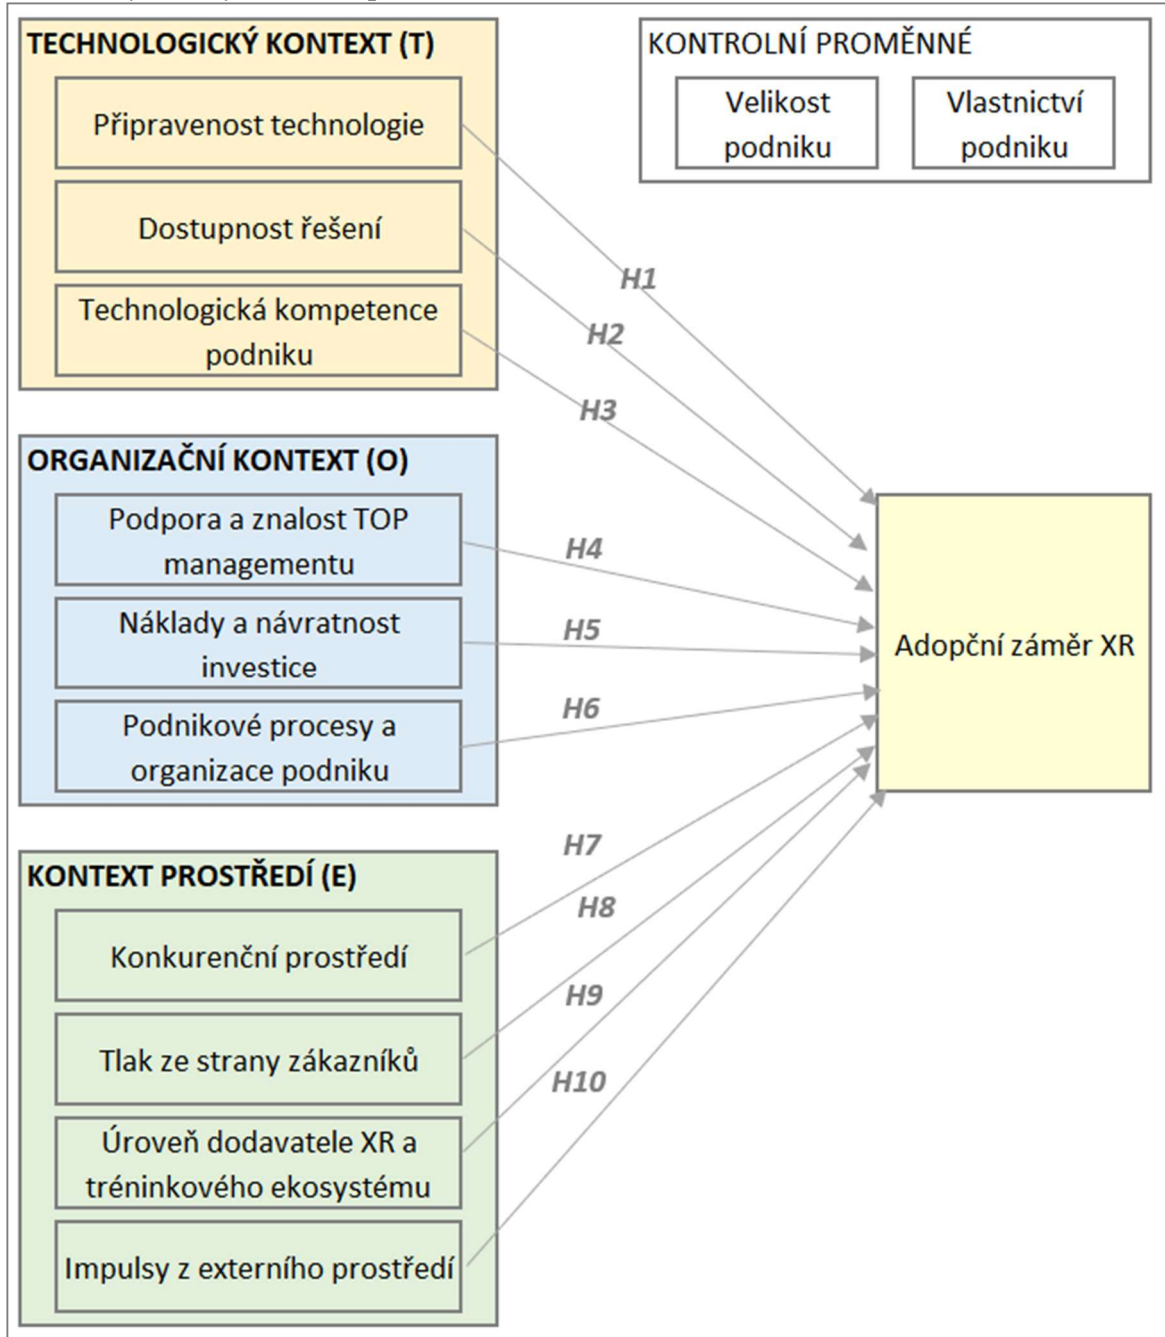 TECHNOLOGICKÝ KONTEXT (T)
Připravenost technologie
Dostupnost řešení
Technologická kompetence
podniku
KONTROLNÍ PROMĚNNÉ
Velikost
podniku
Vlastnictví
podniku
H1
H2
H3
ORGANIZAČNÍ KONTEXT (O)
Podpora a znalost TOP
managementu
Náklady a návratnost
investice
Podnikové procesy a
organizace podniku
H4
H5
H6
Adopční záměr XR
KONTEXT PROSTŘEDÍ (E)
Konkurenční prostředí
Tlak ze strany zákazníků
Úroveň dodavatele XR a
tréninkového ekosystému
Impulsy z externího prostředí
H7
H8
H9
H10